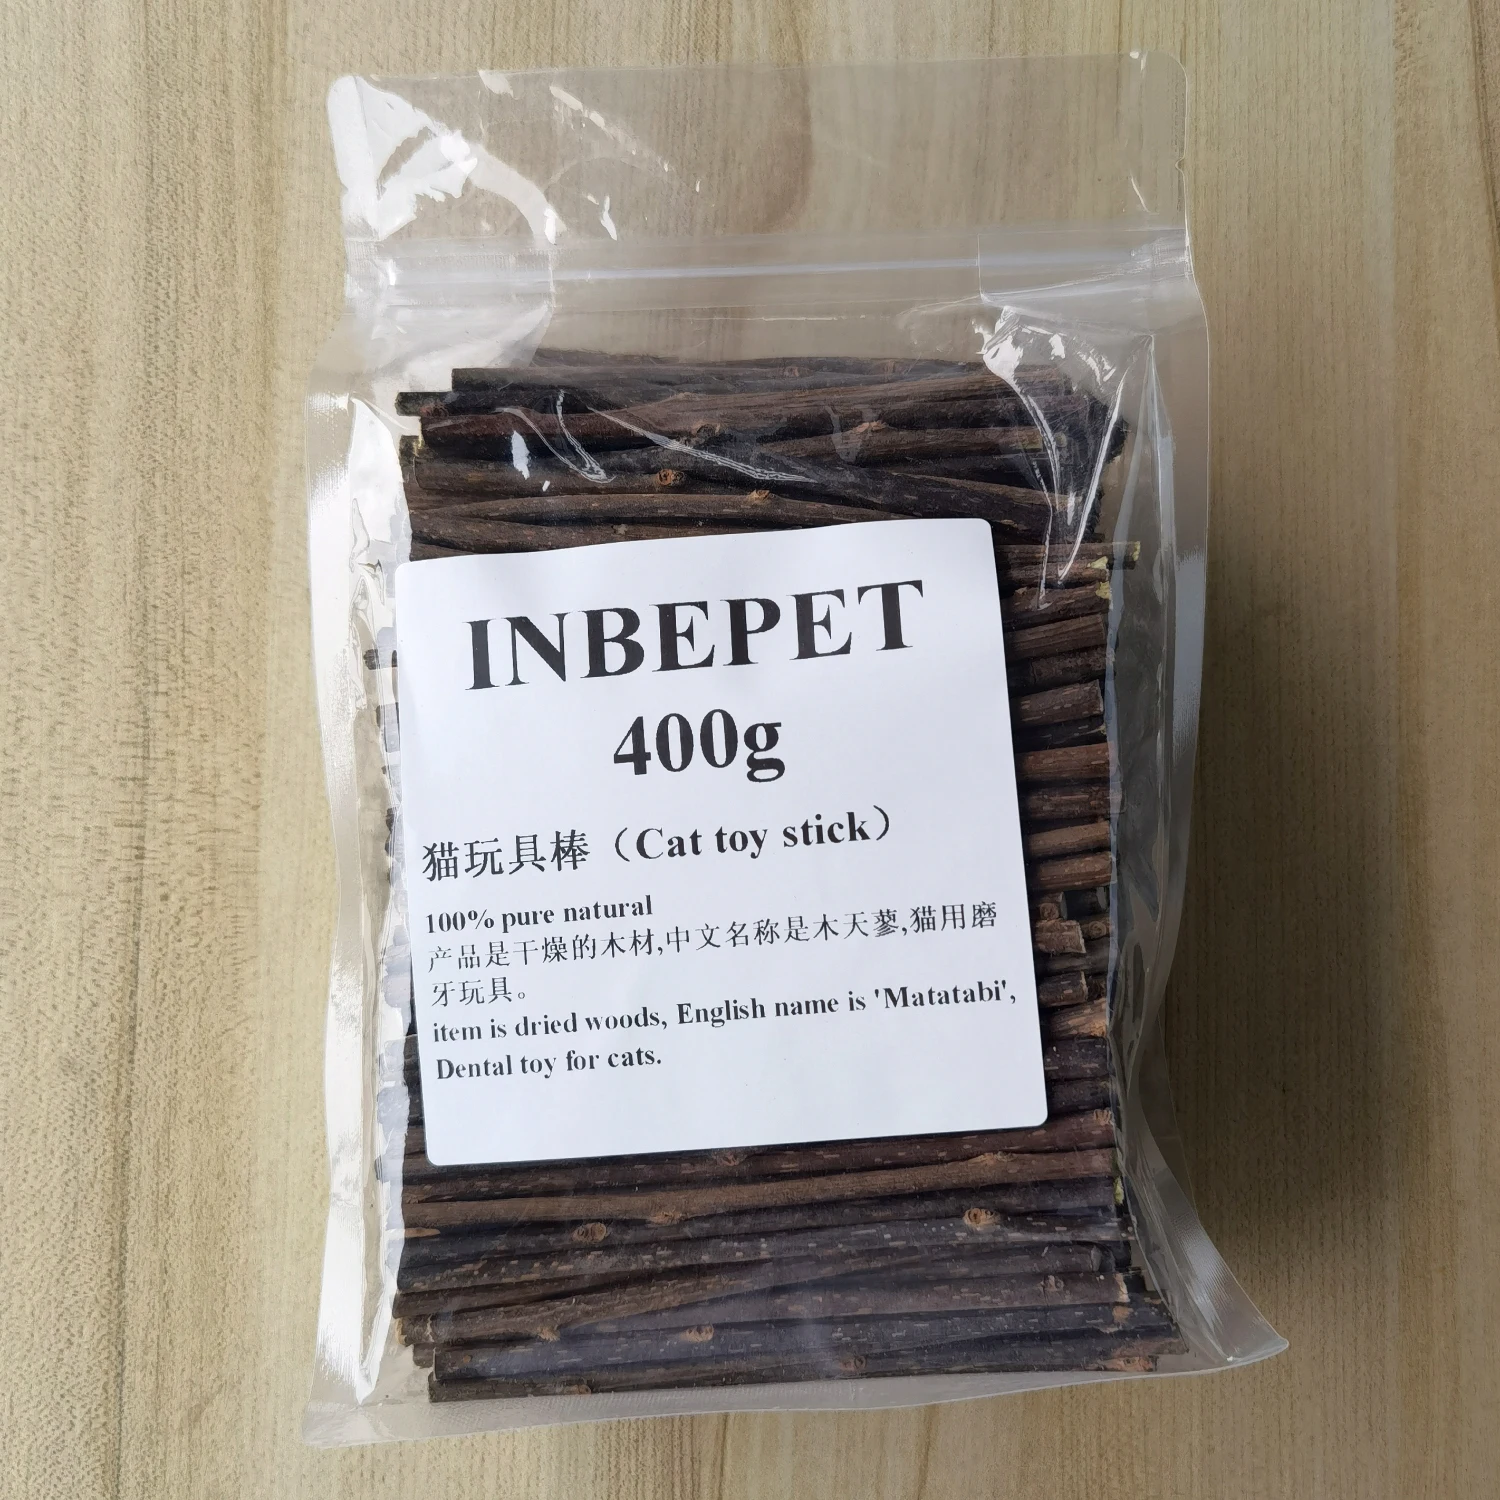 INBEPET
400g
猫玩具棒（Cat toy stick）
100% pure natural
产品是干燥的木材,中文名称是木天蓼,猫用磨
牙玩具。
item is dried woods, English name is 'Matatabi',
Dental toy for cats.